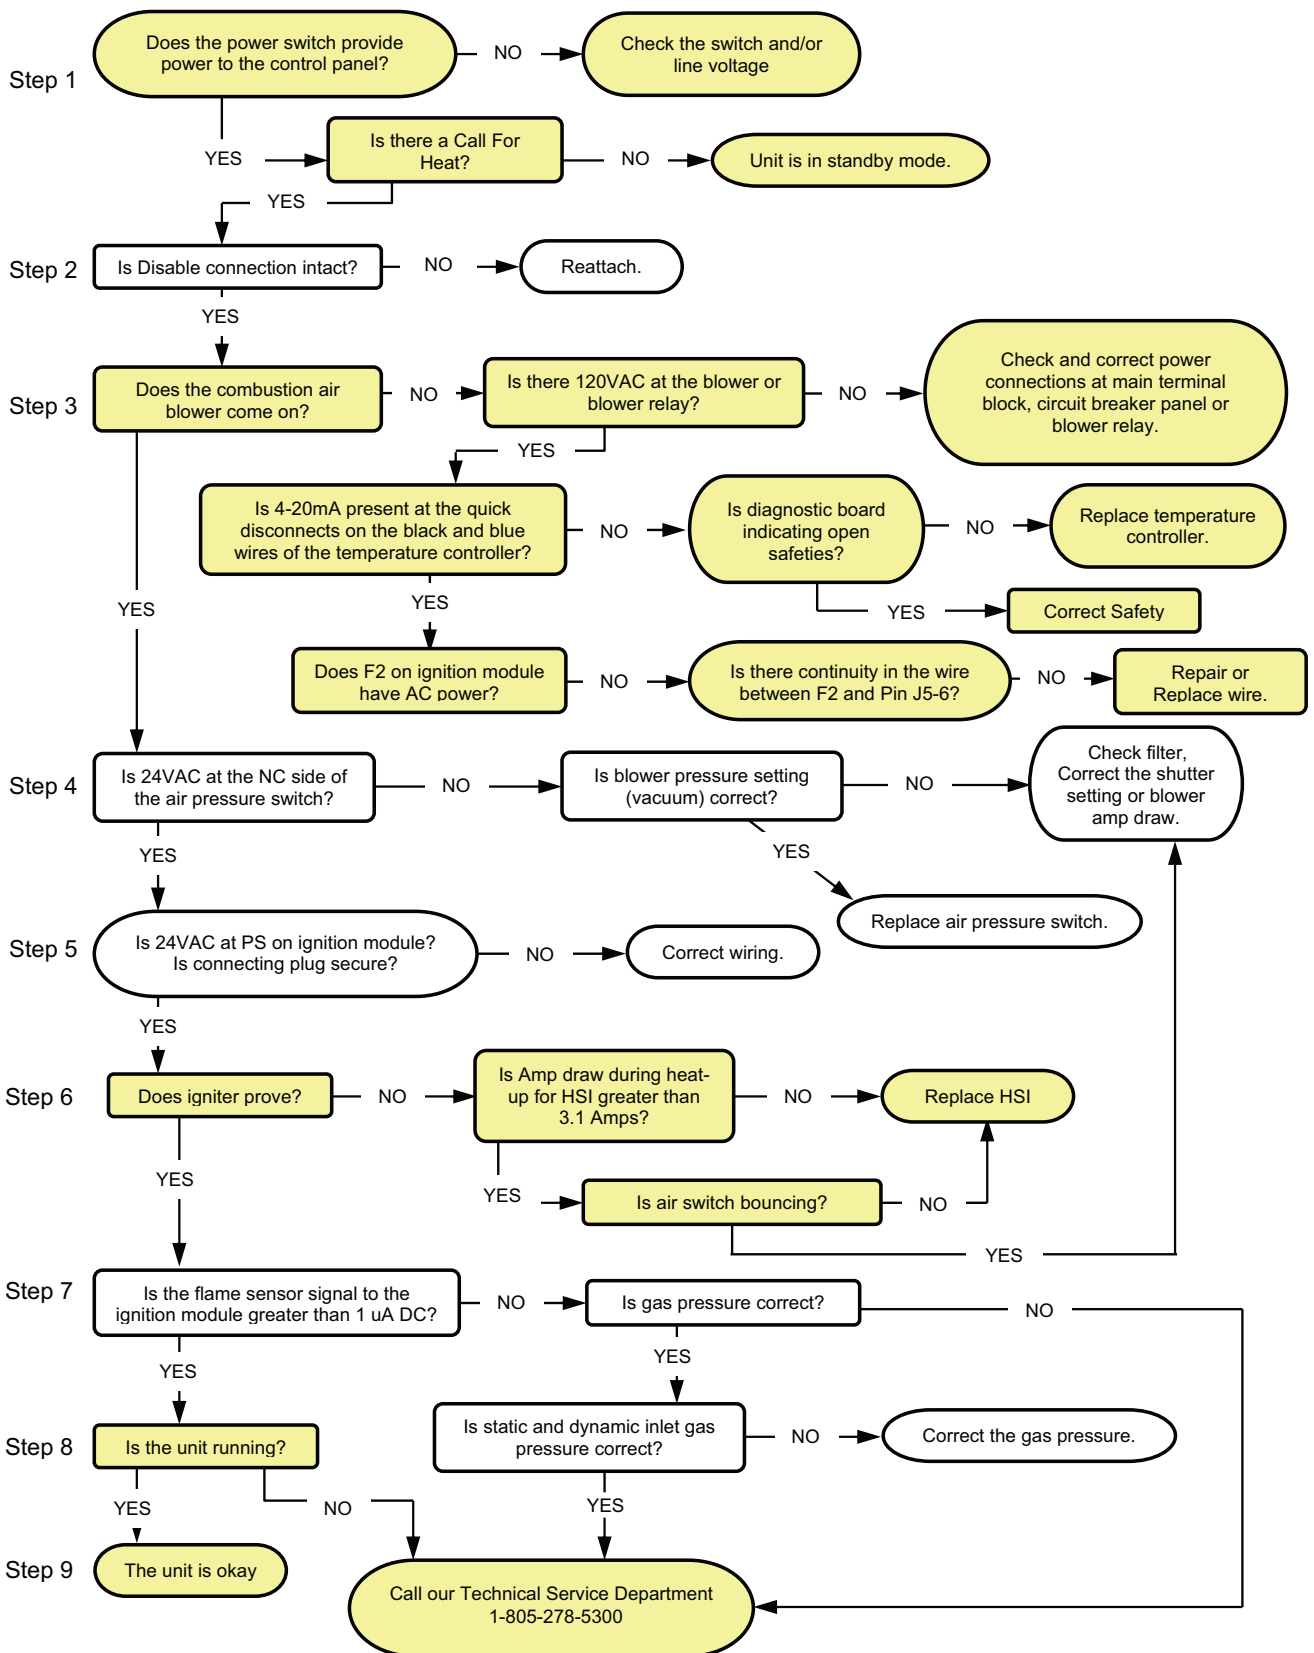 Step 1
Does the power switch provide
power to the control panel?
NO
Check the switch and/or
line voltage
YES
Is there a Call For
Heat?
NO
Unit is in standby mode.
YES
Step 2
Is Disable connection intact?
NO
Reattach.
YES
Step 3
Does the combustion air
blower come on?
NO
Is there 120VAC at the blower or
blower relay?
NO
Check and correct power
connections at main terminal
block, circuit breaker panel or
blower relay.
YES
Is 4-20mA present at the quick
disconnects on the black and blue
wires of the temperature controller?
NO
Is diagnostic board
indicating open
safeties?
NO
Replace temperature
controller.
YES
Correct Safety
YES
YES
Does F2 on ignition module
have AC power?
NO
Is there continuity in the wire
between F2 and Pin J5-6?
NO
Repair or
Replace wire.
Step 4
Is 24VAC at the NC side of
the air pressure switch?
NO
Is blower pressure setting
(vacuum) correct?
NO
Check filter,
Correct the shutter
setting or blower
amp draw.
YES
YES
Replace air pressure switch.
Step 5
Is 24VAC at PS on ignition module?
Is connecting plug secure?
NO
Correct wiring.
YES
Step 6
Does igniter prove?
NO
Is Amp draw during heat-
up for HSI greater than
3.1 Amps?
NO
Replace HSI
YES
YES
Is air switch bouncing?
NO
YES
Step 7
Is the flame sensor signal to the
ignition module greater than 1 uA DC?
NO
Is gas pressure correct?
NO
YES
YES
Step 8
Is the unit running?
Is static and dynamic inlet gas
pressure correct?
NO
Correct the gas pressure.
YES
NO
YES
Step 9
The unit is okay
Call our Technical Service Department
1-805-278-5300